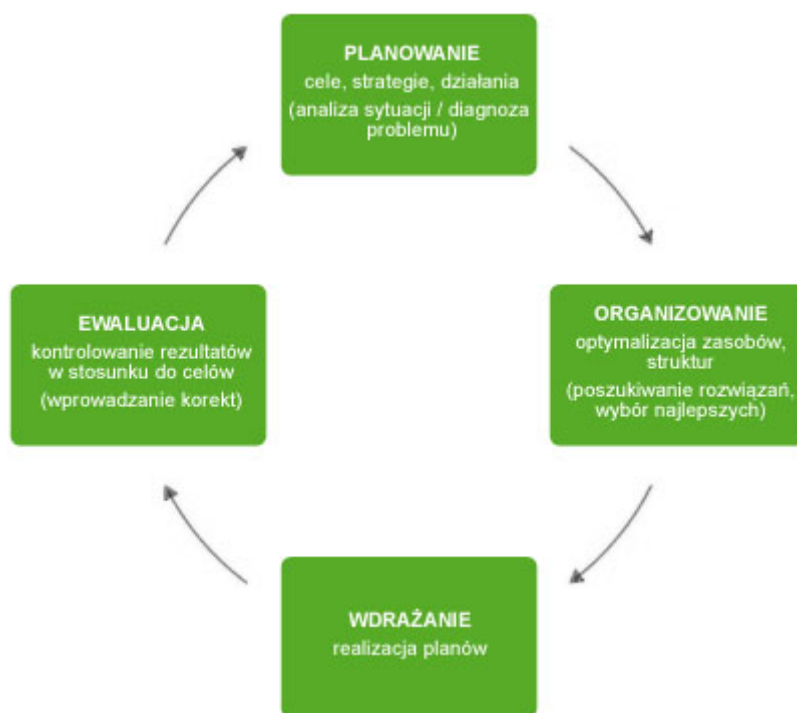 PLANOWANIE
cele, strategie, działania
(analiza sytuacji / diagnoza
problemu)
EWALUACJA
kontrolowanie rezultatów
w stosunku do celów
(wprowadzanie korekt)
ORGANIZOWANIE
optymalizacja zasobów,
struktur
(poszukiwanie rozwiązań,
wybór najlepszych)
WDRAŻANIE
realizacja planów